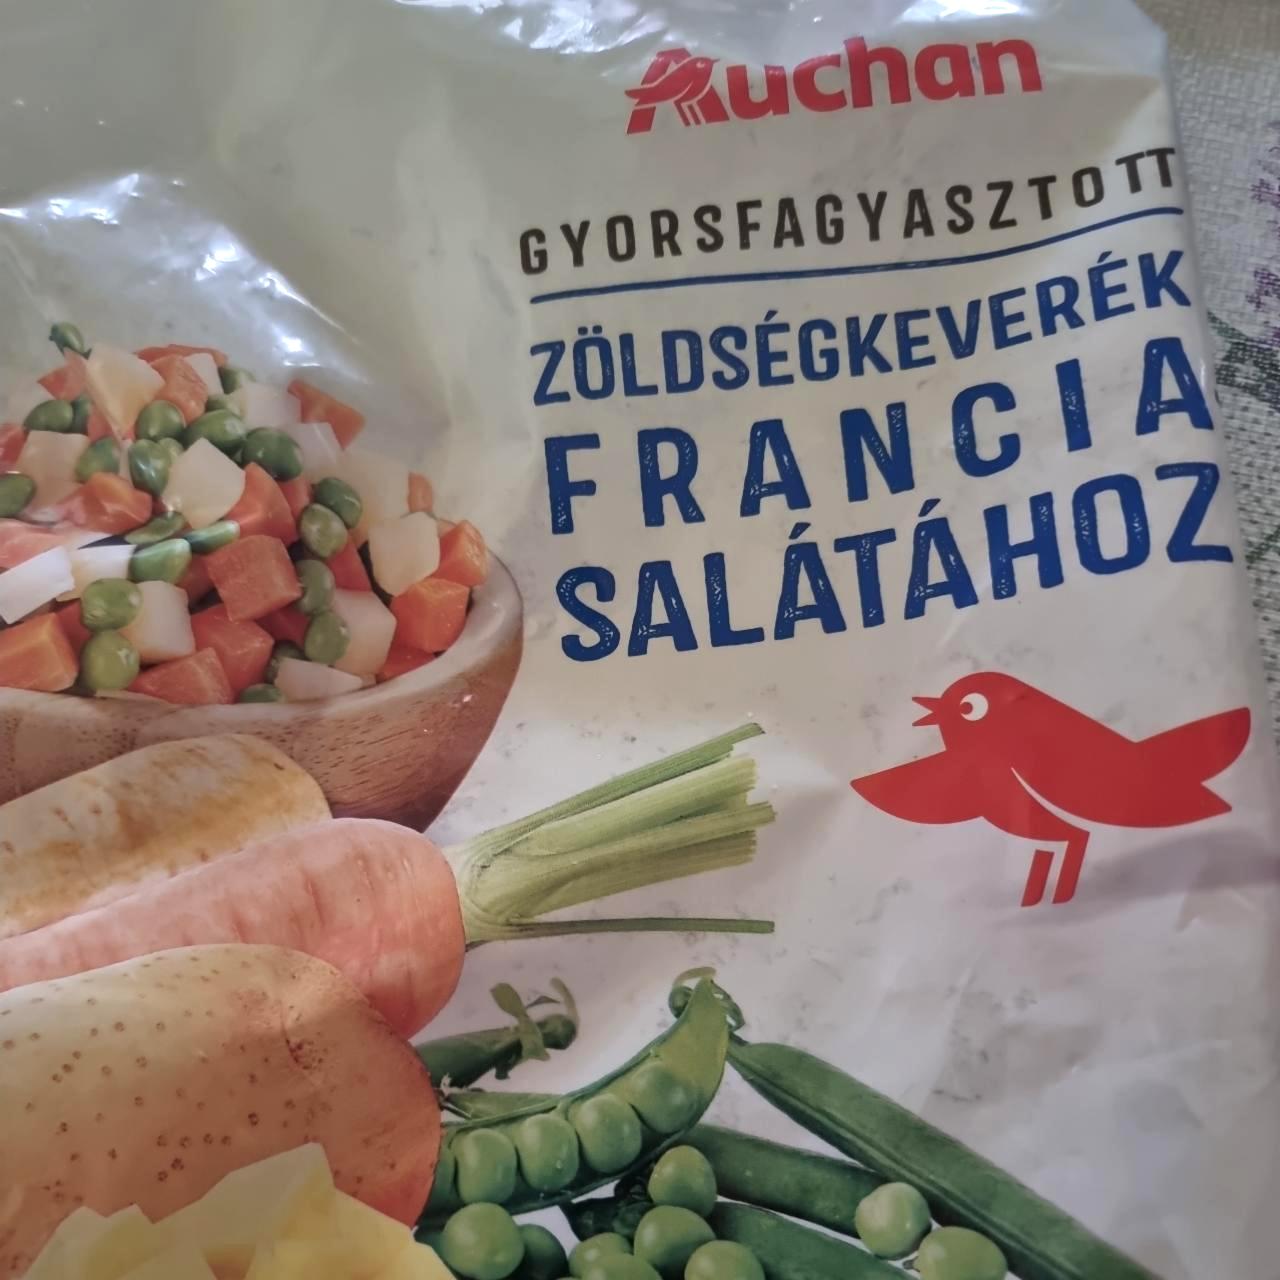 Auchan
GYORSFAGYASZTOTT
ZÖLDSÉGKEVERÉK
FRANCIA
SALÁTÁHOZ